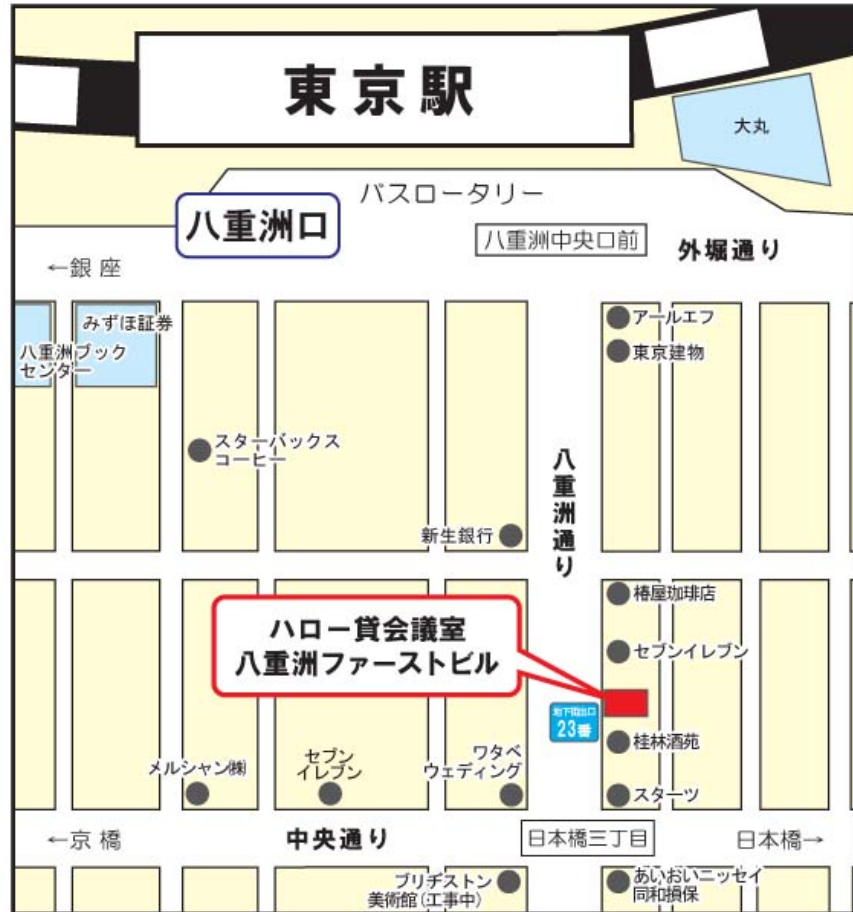 東京駅
大丸
バスロータリー
八重洲口
八重洲中央口前
外堀通り
←銀座
みずほ証券
八重洲ブック
センター
アールエフ
東京建物
スターバックス
コーヒー
八重洲通り
新生銀行
椿屋珈琲店
ハロー貸会議室
八重洲ファーストビル
セブンイレブン
地下街出口
23番
桂林酒苑
メルシャン㈱
セブン
イレブン
ワタベ
ウェディング
スターツ
←京橋
中央通り
日本橋三丁目
日本橋→
ブリヂストン
美術館(工事中)
あいおいニッセイ
同和損保